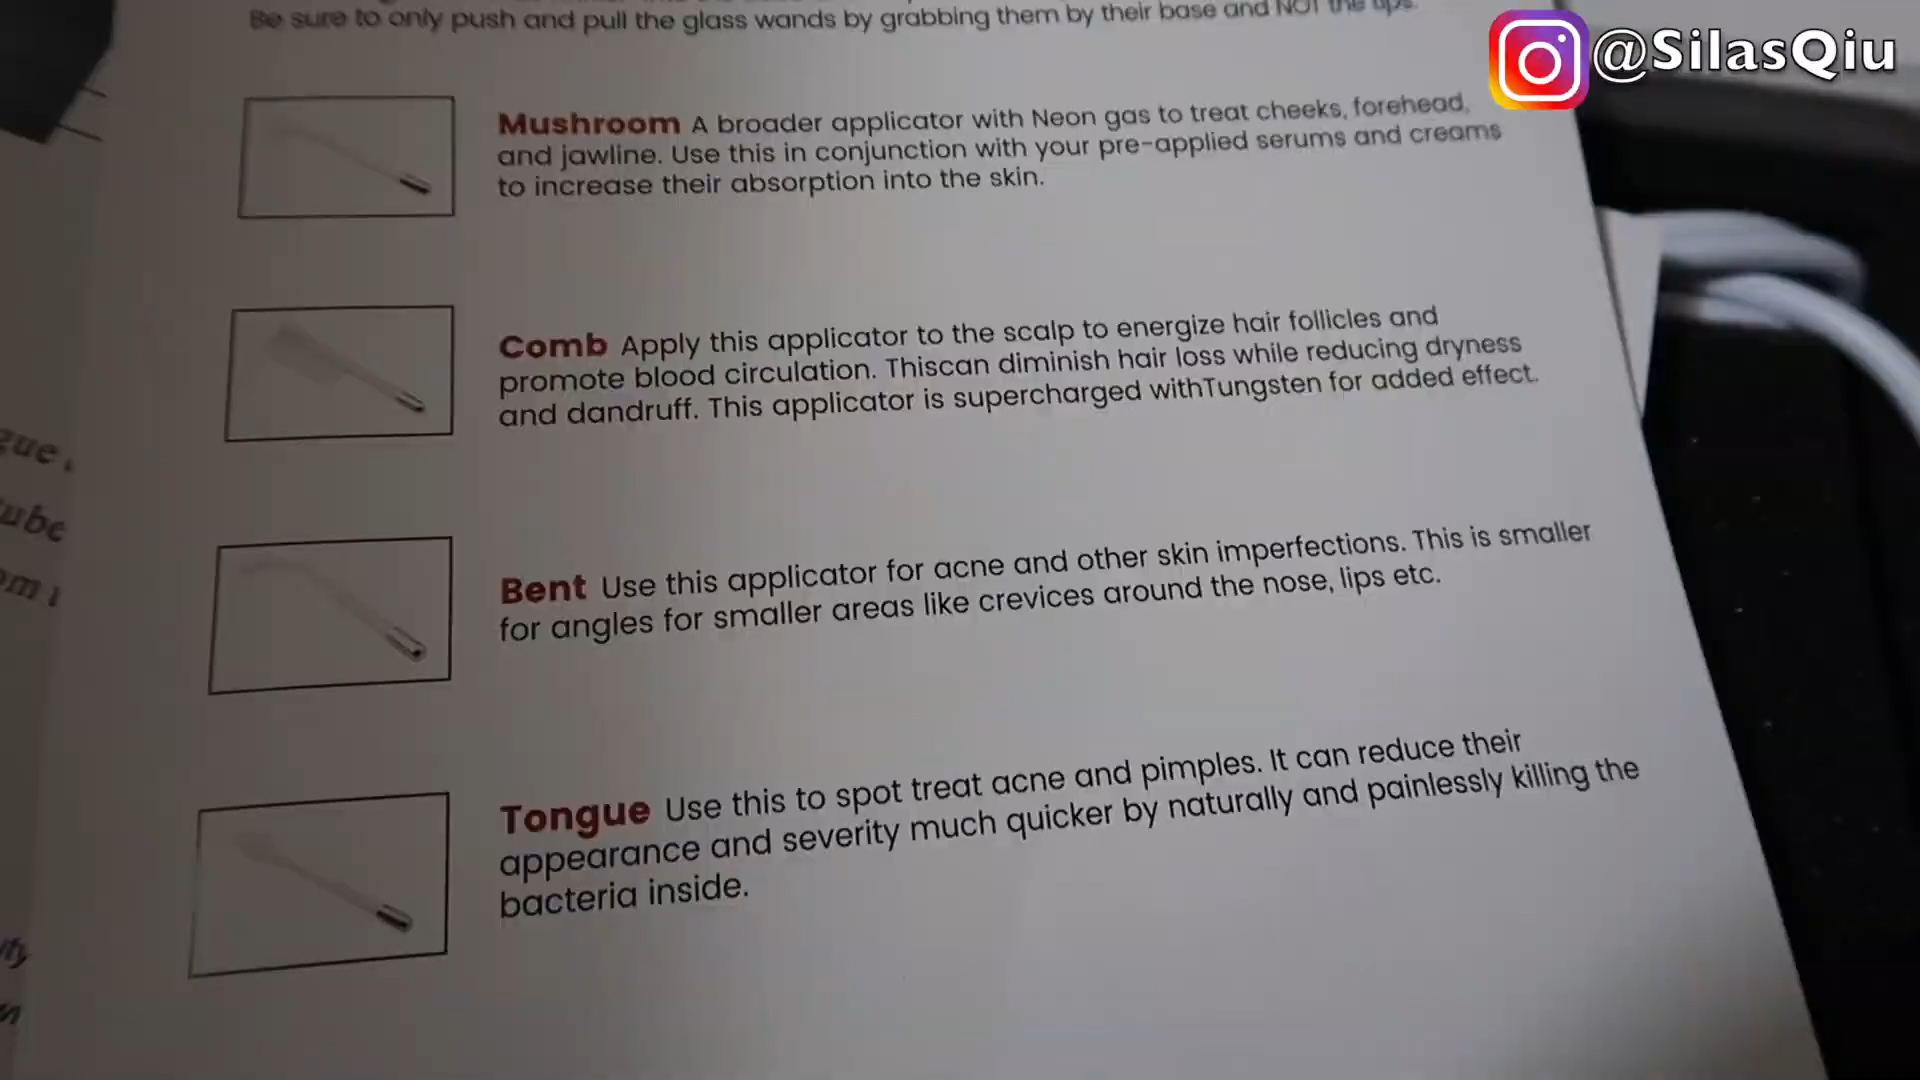 Be sure to only push and pull the glass wands by grabbing them by their base and NOT the tips.
@SilasQiu
Mushroom A broader applicator with Neon gas to treat cheeks, forehead,
and jawline. Use this in conjunction with your pre-applied serums and creams
to increase their absorption into the skin.
Comb Apply this applicator to the scalp to energize hair follicles and
promote blood circulation. Thiscan diminish hair loss while reducing dryness
and dandruff. This applicator is supercharged withTungsten for added effect.
Bent Use this applicator for acne and other skin imperfections. This is smaller
for angles for smaller areas like crevices around the nose, lips etc.
Tongue Use this to spot treat acne and pimples. It can reduce their
appearance and severity much quicker by naturally and painlessly killing the
bacteria inside.